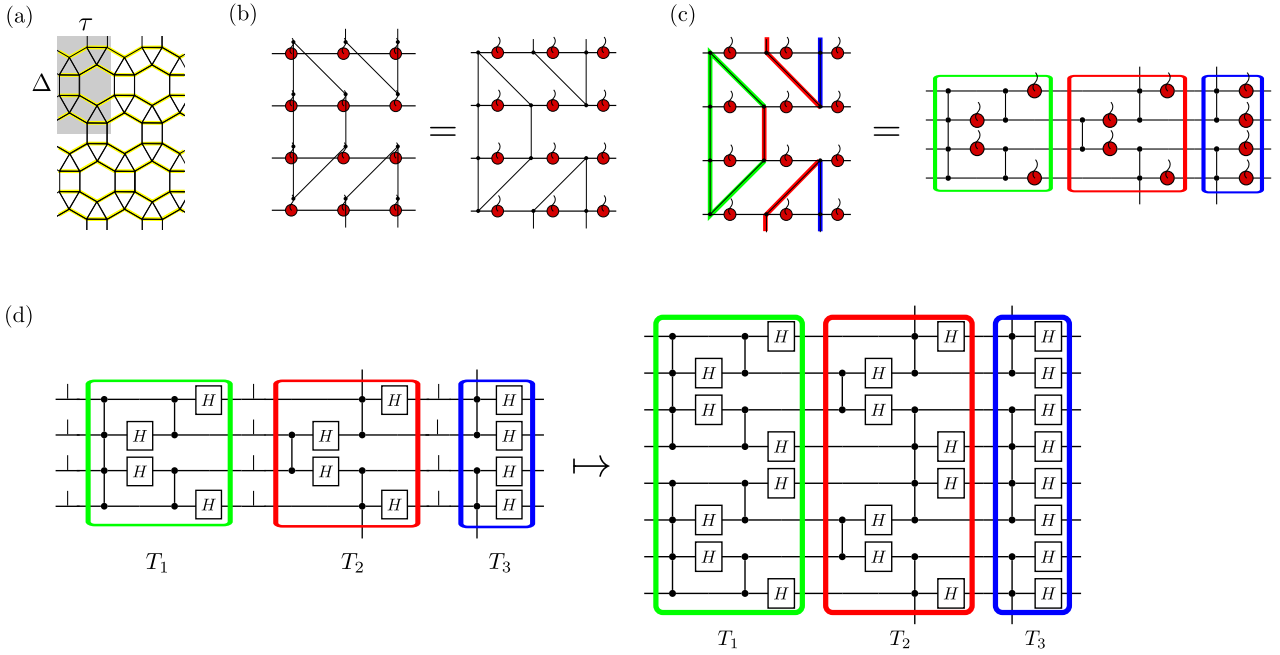 (a)
τ
Δ
(b)
=
(c)
=
(d)
H H H H H H
H H H H
H H
T₁ T₂ T₃
↦
H H H
H H H
H H H
H H H
H H H
H H H
H H H
H H H
T₁ T₂ T₃